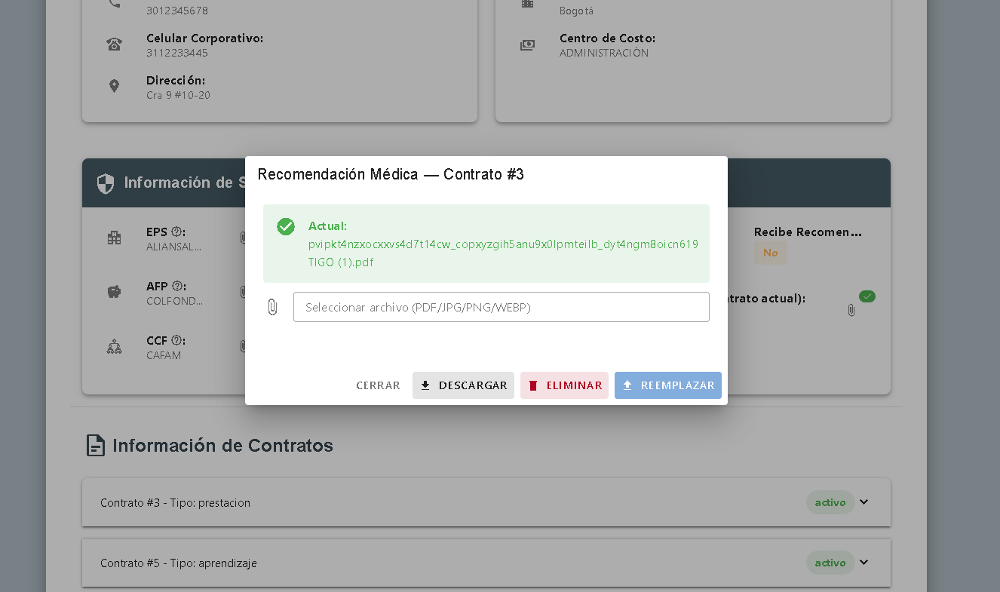 3012345678
Celular Corporativo:
3112233445
Dirección:
Cra 9 #10-20
Bogotá
Centro de Costo:
ADMINISTRACIÓN
Información de S
EPS ?:
ALIANSAL...
AFP ?:
COLFOND...
CCF ?:
CAFAM
Recibe Recomen...
No
trato actual):
Recomendación Médica — Contrato #3
Actual:
pvipkt4nzxocxxvs4d7t14cw_copxyzgih5anu9x0lpmteilb_dyt4ngm8oicn619
TIGO (1).pdf
Seleccionar archivo (PDF/JPG/PNG/WEBP)
CERRAR
DESCARGAR
ELIMINAR
REEMPLAZAR
Información de Contratos
Contrato #3 - Tipo: prestacion
activo
Contrato #5 - Tipo: aprendizaje
activo